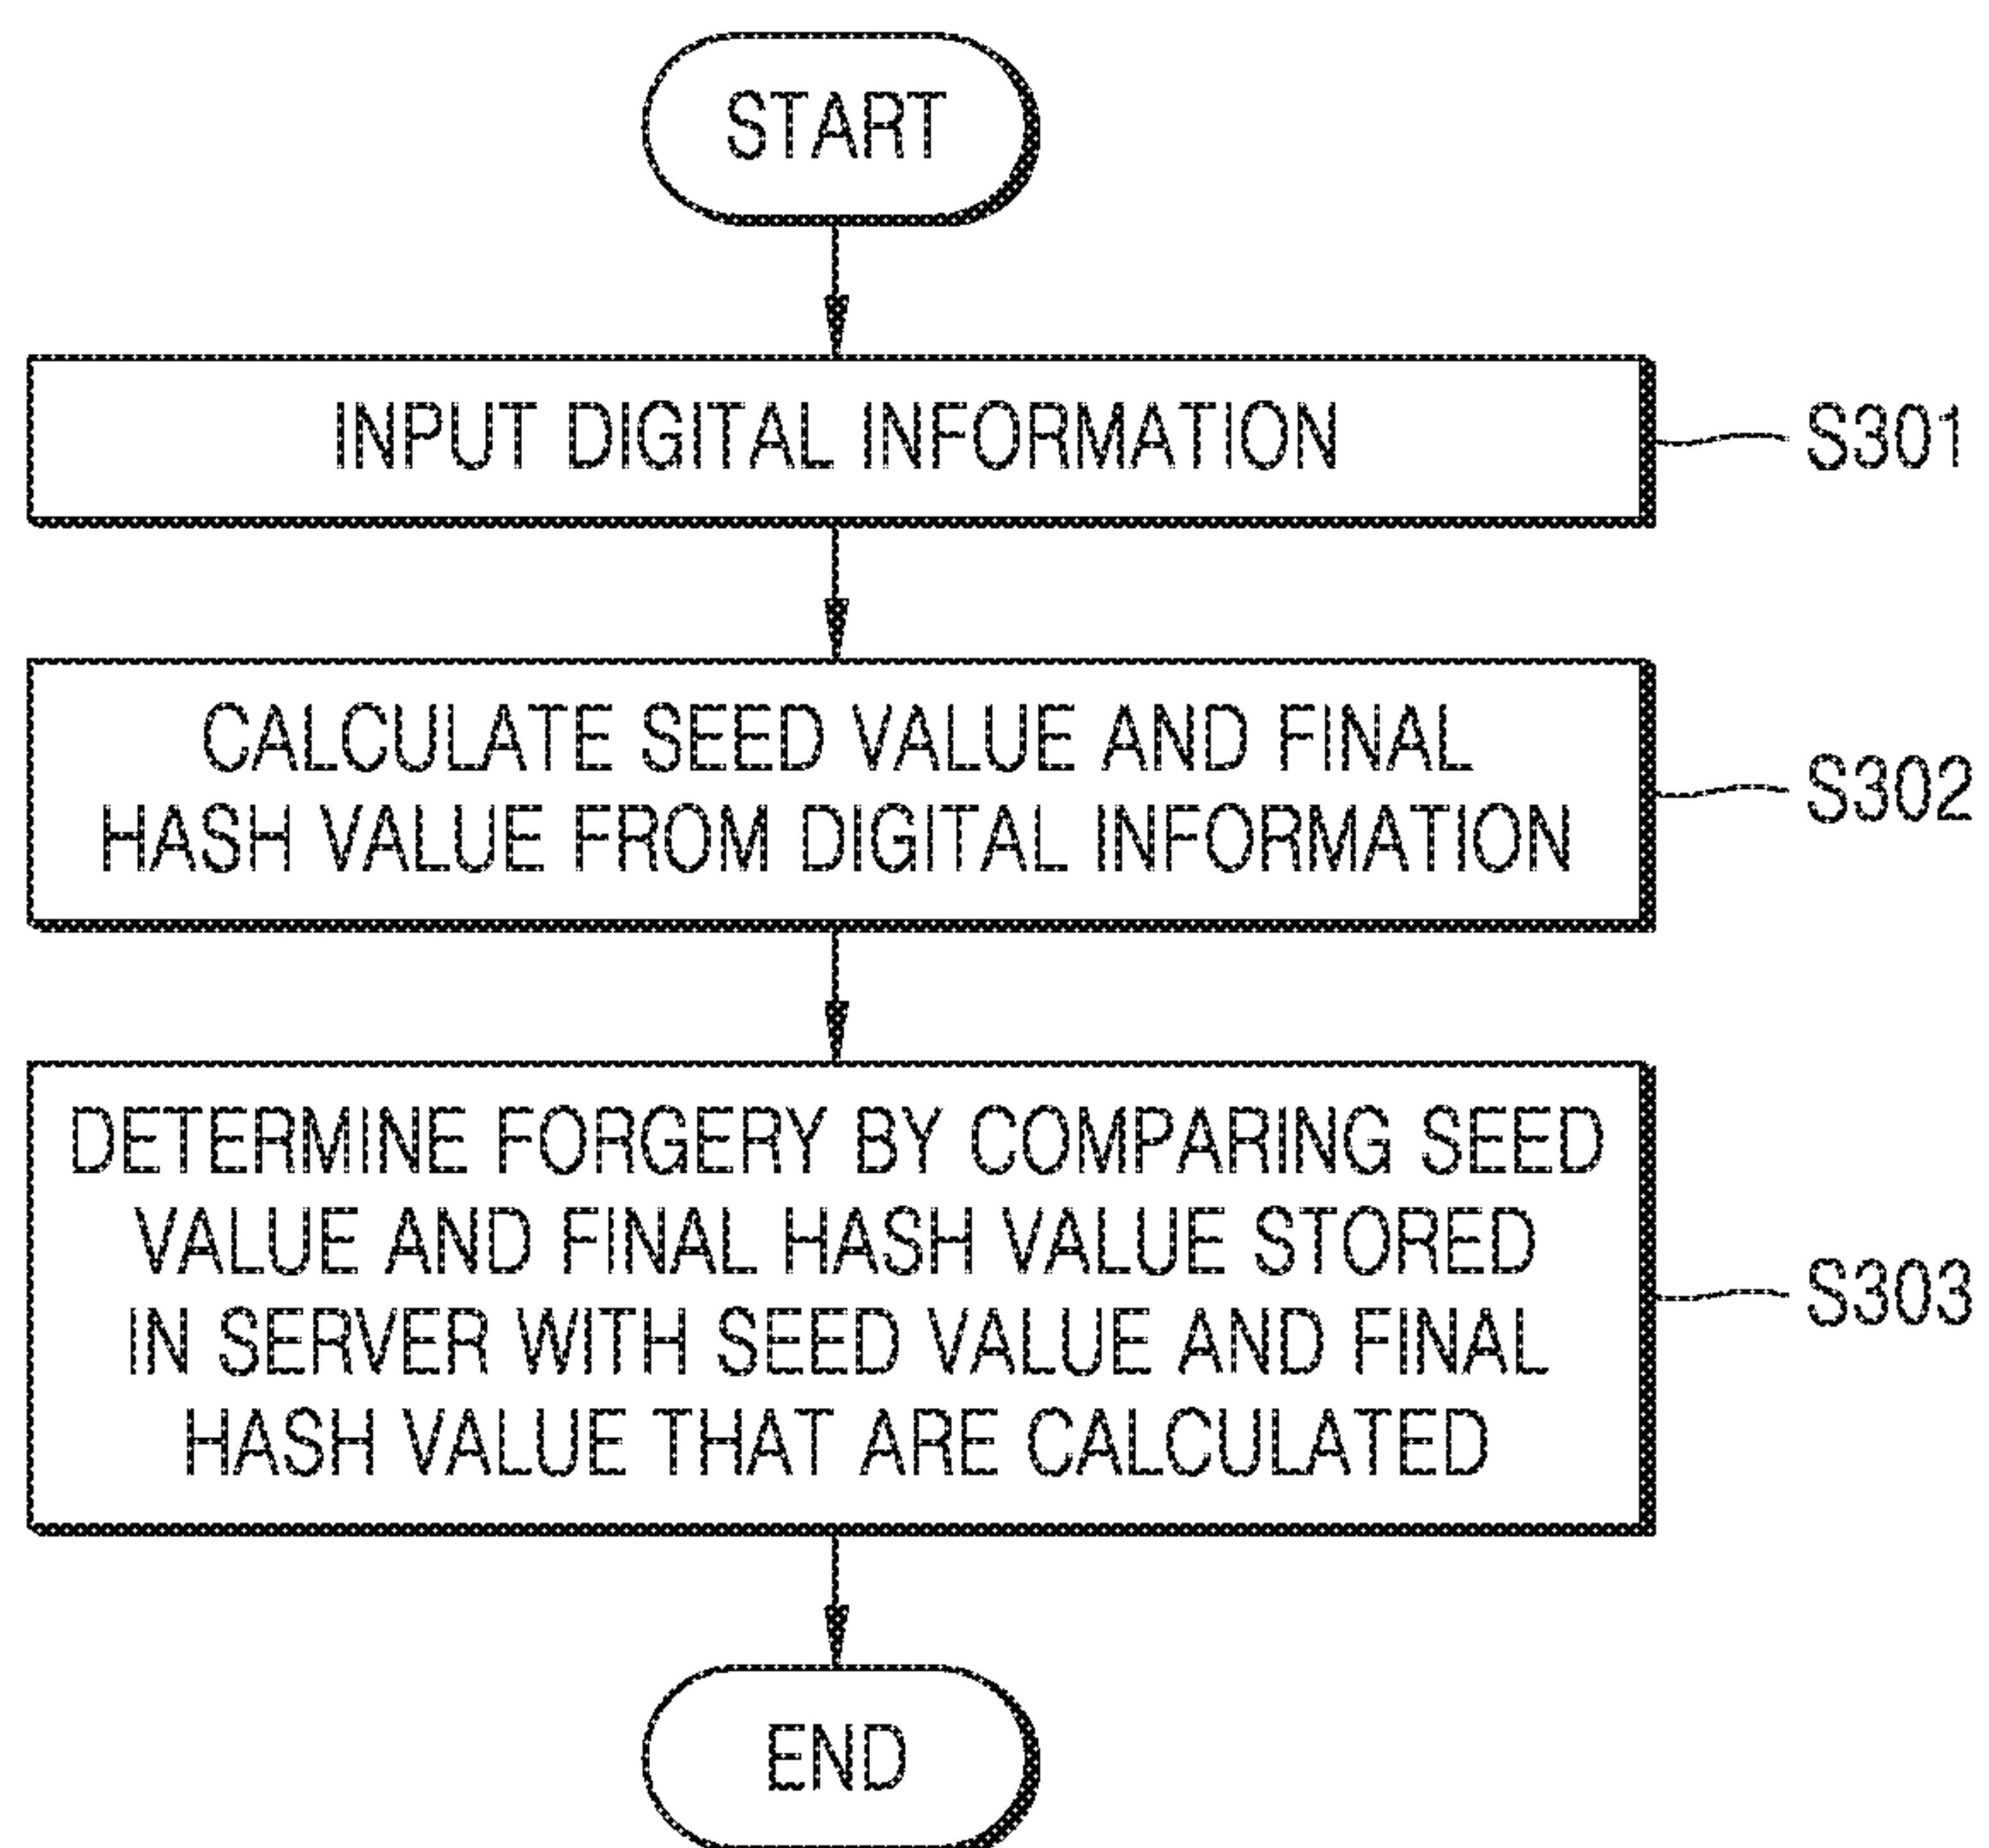 START
INPUT DIGITAL INFORMATION
S301
CALCULATE SEED VALUE AND FINAL
HASH VALUE FROM DIGITAL INFORMATION
S302
DETERMINE FORGERY BY COMPARING SEED
VALUE AND FINAL HASH VALUE STORED
IN SERVER WITH SEED VALUE AND FINAL
HASH VALUE THAT ARE CALCULATED
S303
END